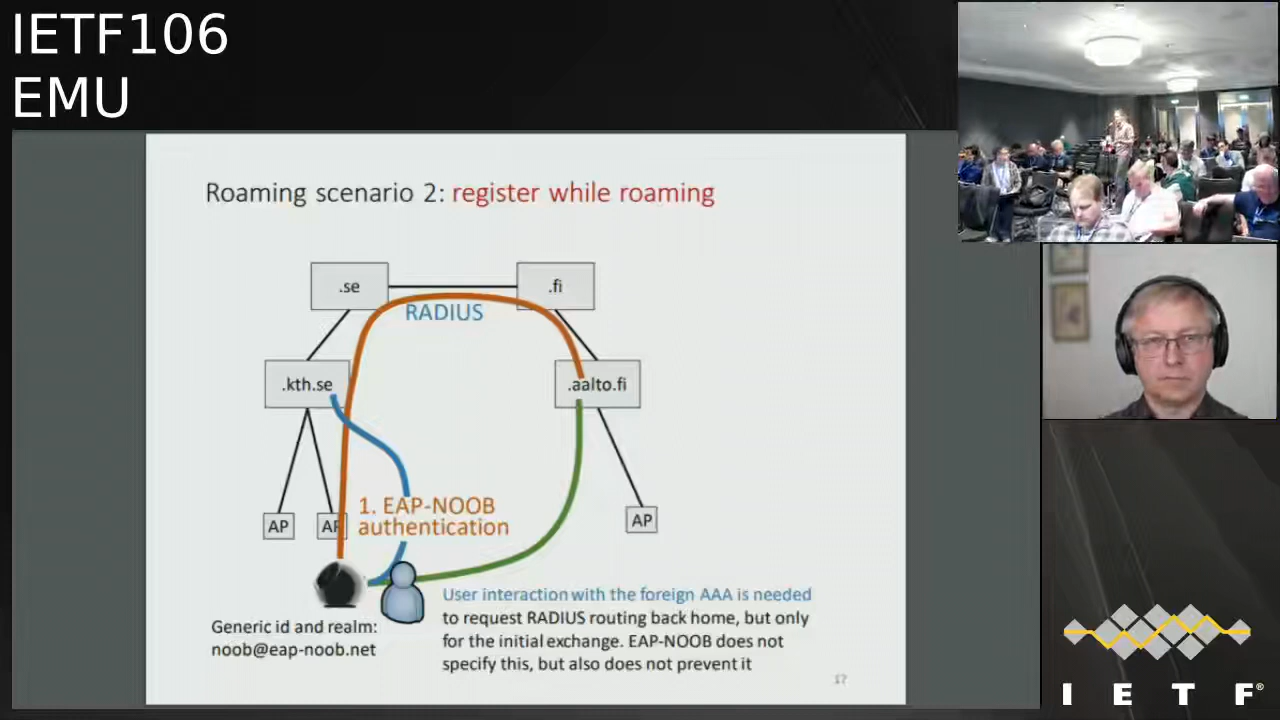 IETF106
EMU
Roaming scenario 2: register while roaming
.se
.fi
RADIUS
.kth.se
.aalto.fi
1. EAP-NOOB
authentication
AP
AP
AP
User interaction with the foreign AAA is needed
to request RADIUS routing back home, but only
for the initial exchange. EAP-NOOB does not
specify this, but also does not prevent it
Generic id and realm:
noob@eap-noob.net
17
I E T F®